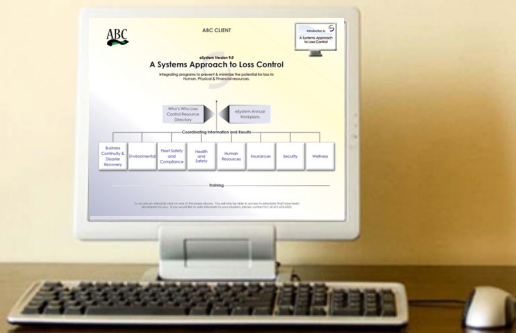 ABC
ABC CLIENT
Introduction to
A Systems Approach
to Loss Control
eSystem Version 9.0
A Systems Approach to Loss Control
Integrating programs to prevent & minimize the potential for loss to
Human, Physical & Financial resources.
Who's Who Loss
Control Resource
Directory
eSystem Annual
Workplans
Coordinating Information and Results
Business
Continuity &
Disaster
Recovery
Environmental
Fleet Safety
and
Compliance
Health
and
Safety
Human
Resources
Insurances
Security
Wellness
Training